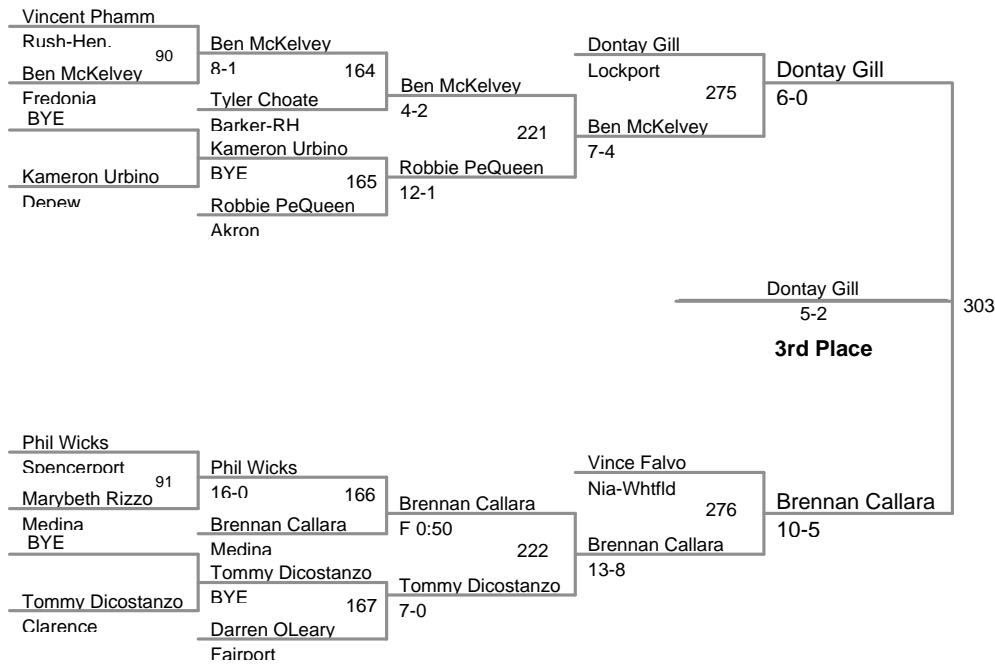 Vincent Phamm
Rush-Hen.
90
Ben McKelvey
Fredonia
BYE
Kameron Urbino
Depew
Ben McKelvey
8-1
164
Tyler Choate
Barker-RH
Kameron Urbino
BYE
165
Robbie PeQueen
Akron
Ben McKelvey
4-2
221
Robbie PeQueen
12-1
Dontay Gill
Lockport
275
Ben McKelvey
7-4
Dontay Gill
6-0
Dontay Gill
5-2
303
3rd Place
Phil Wicks
Spencerport
91
Marybeth Rizzo
Medina
BYE
Tommy Dicostanzo
Clarence
Phil Wicks
16-0
166
Brennan Callara
Medina
Tommy Dicostanzo
BYE
167
Darren OLeary
Fairport
Brennan Callara
F 0:50
222
Tommy Dicostanzo
7-0
Vince Falvo
Nia-Whtfld
276
Brennan Callara
13-8
Brennan Callara
10-5